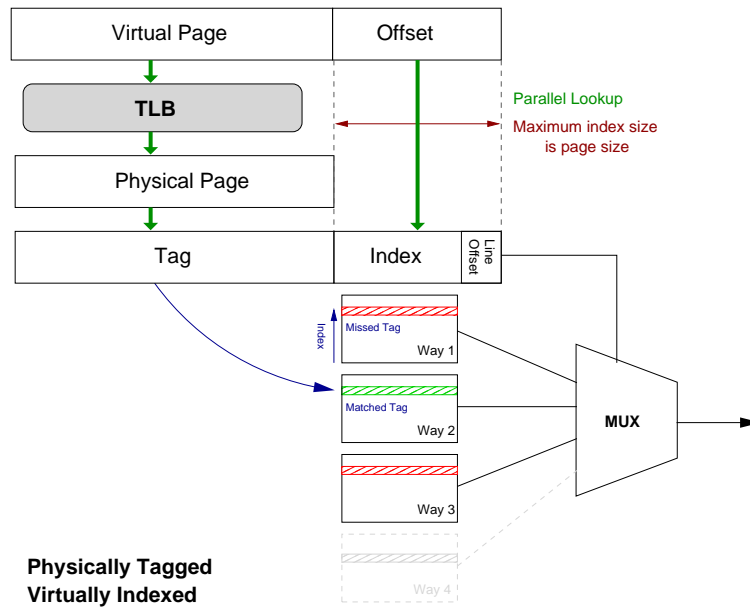 Virtual Page
Offset
TLB
Parallel Lookup
Maximum index size
is page size
Physical Page
Tag
Index
Line
Offset
Index
Missed Tag
Way 1
Matched Tag
Way 2
MUX
Way 3
Way 4
Physically Tagged
Virtually Indexed